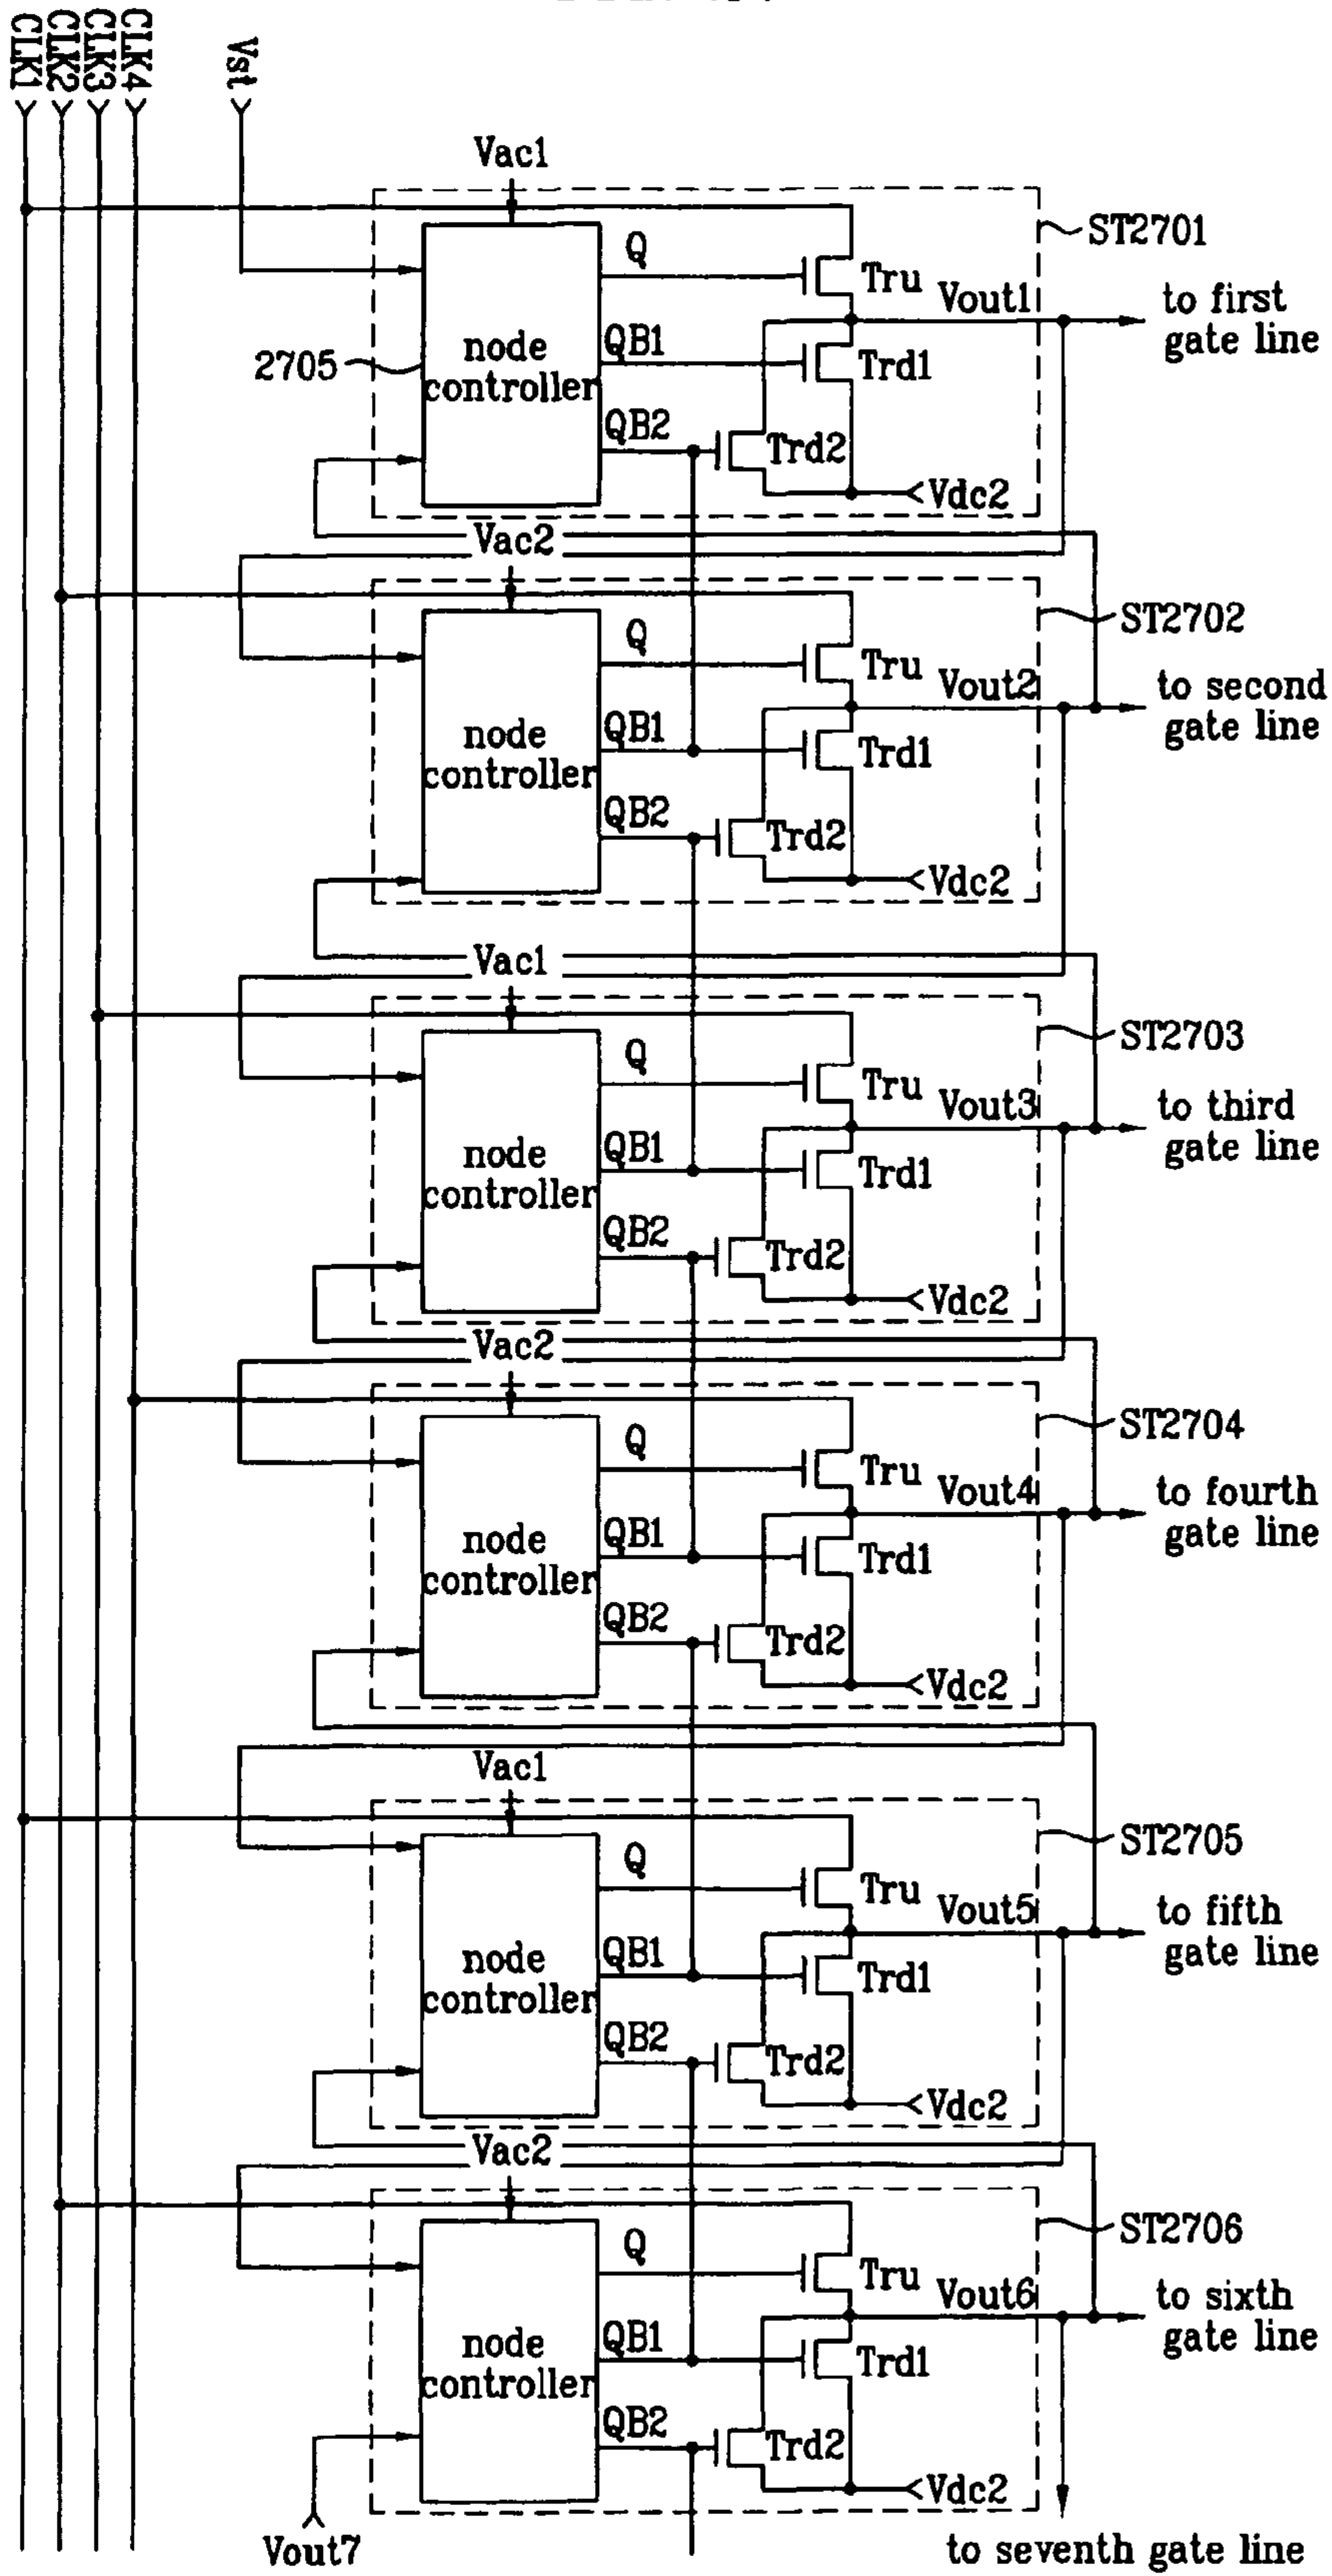 CLK1
CLK2
CLK3
CLK4
Vst
Vac1
ST2701
Q
Tru
Vout1
to first
gate line
2705
node
controller
QB1
Trd1
QB2
Trd2
Vdc2
Vac2
ST2702
Q
Tru
Vout2
to second
gate line
node
controller
QB1
Trd1
QB2
Trd2
Vdc2
Vac1
ST2703
Q
Tru
Vout3
to third
gate line
node
controller
QB1
Trd1
QB2
Trd2
Vdc2
Vac2
ST2704
Q
Tru
Vout4
to fourth
gate line
node
controller
QB1
Trd1
QB2
Trd2
Vdc2
Vac1
ST2705
Q
Tru
Vout5
to fifth
gate line
node
controller
QB1
Trd1
QB2
Trd2
Vdc2
Vac2
ST2706
Q
Tru
Vout6
to sixth
gate line
node
controller
QB1
Trd1
QB2
Trd2
Vdc2
Vout7
to seventh gate line